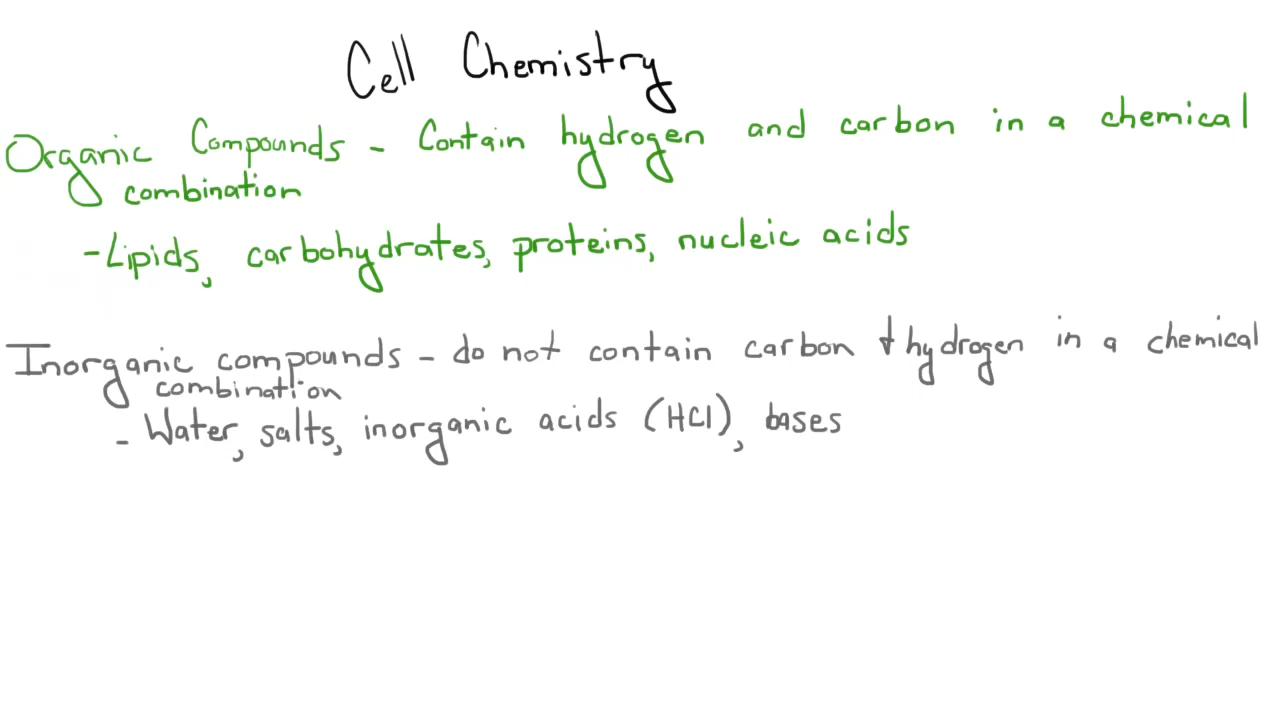 Cell Chemistry
Organic Compounds - Contain hydrogen and carbon in a chemical
combination
- Lipids, carbohydrates, proteins, nucleic acids
Inorganic compounds - do not contain carbon + hydrogen in a chemical
combination
- Water, salts, inorganic acids (HCl), bases